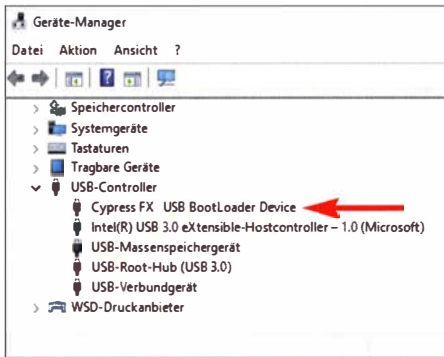 Geräte-Manager
Datei Aktion Ansicht ?
Speichercontroller
Systemgeräte
Tastaturen
Tragbare Geräte
USB-Controller
Cypress FX USB BootLoader Device
Intel(R) USB 3.0 eXtensible-Hostcontroller – 1.0 (Microsoft)
USB-Massenspeichergerät
USB-Root-Hub (USB 3.0)
USB-Verbundgerät
WSD-Druckanbieter